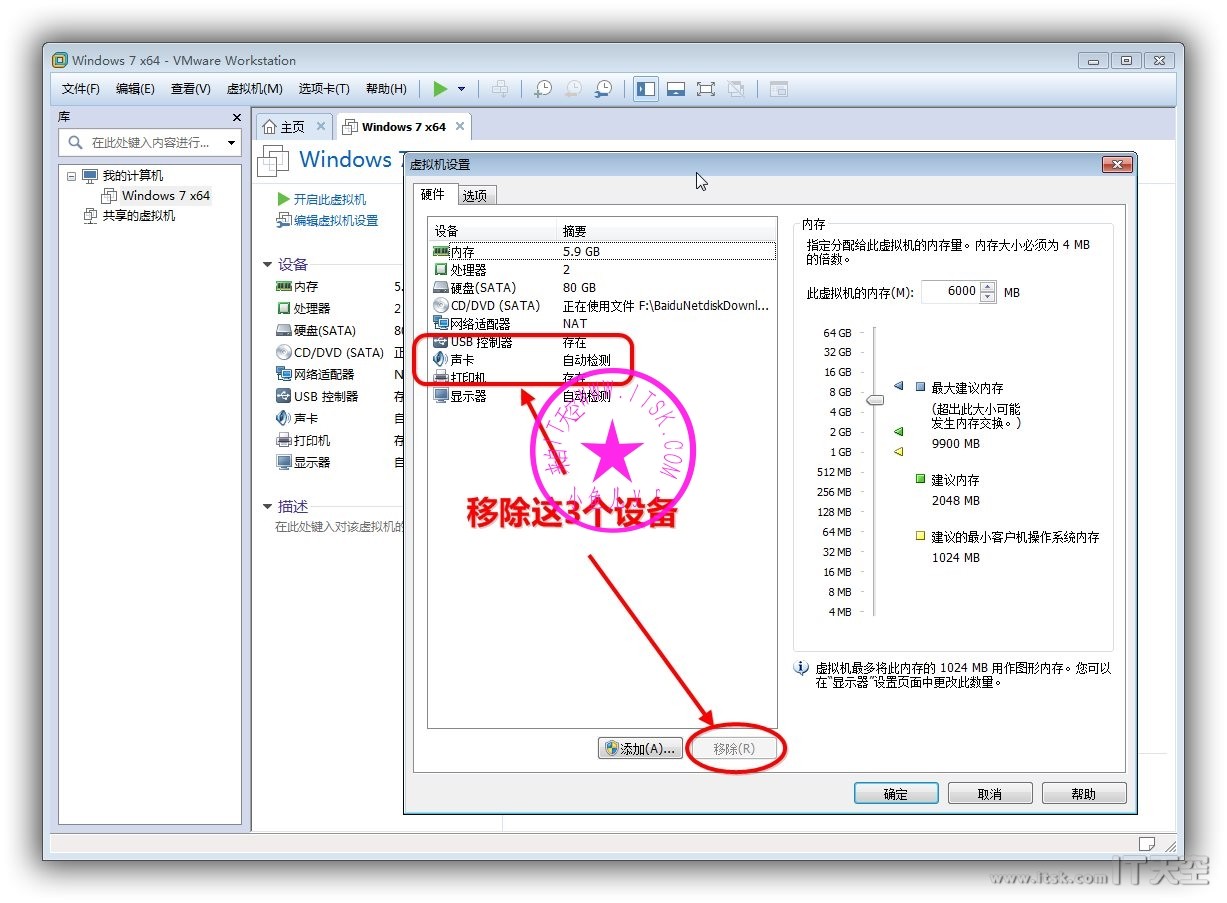 Windows 7 x64 - VMware Workstation
文件(F) 编辑(E) 查看(V) 虚拟机(M) 选项卡(T) 帮助(H)
库
在此处键入内容进行...
我的计算机
Windows 7 x64
共享的虚拟机
主页 Windows 7 x64
Windows 7
开启此虚拟机
编辑虚拟机设置
设备
内存 5.
处理器 2
硬盘(SATA) 80
CD/DVD (SATA) 正
网络适配器 N
USB 控制器 存
声卡 自
打印机 存
显示器 自
描述
在此处键入对该虚拟机的
虚拟机设置
硬件 选项
设备 摘要
内存 5.9 GB
处理器 2
硬盘(SATA) 80 GB
CD/DVD (SATA) 正在使用文件 F:\BaiduNetdiskDownl...
网络适配器 NAT
USB 控制器 存在
声卡 自动检测
打印机 存在
显示器 自动检测
移除这3个设备
WWW.ITSK.COM
添加(A)... 移除(R)
内存
指定分配给此虚拟机的内存量。内存大小必须为 4 MB
的倍数。
此虚拟机的内存(M): 6000 MB
64 GB
32 GB
16 GB
8 GB
4 GB
2 GB
1 GB
512 MB
256 MB
128 MB
64 MB
32 MB
16 MB
8 MB
4 MB
最大建议内存
(超出此大小可能
发生内存交换。)
9900 MB
建议内存
2048 MB
建议的最小客户机操作系统内存
1024 MB
虚拟机最多将此内存的 1024 MB 用作图形内存。您可以
在“显示器”设置页面中更改此数量。
确定 取消 帮助
www.itsk.com IT天空